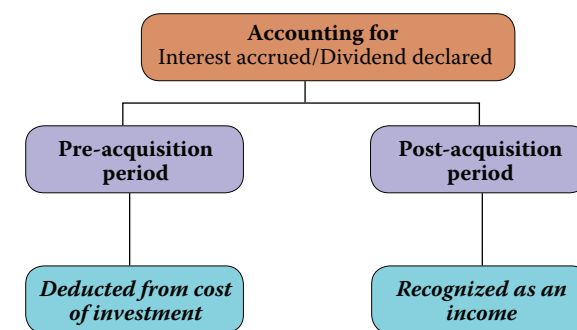 Accounting for
Interest accrued/Dividend declared
Pre-acquisition
period
Post-acquisition
period
Deducted from cost
of investment
Recognized as an
income